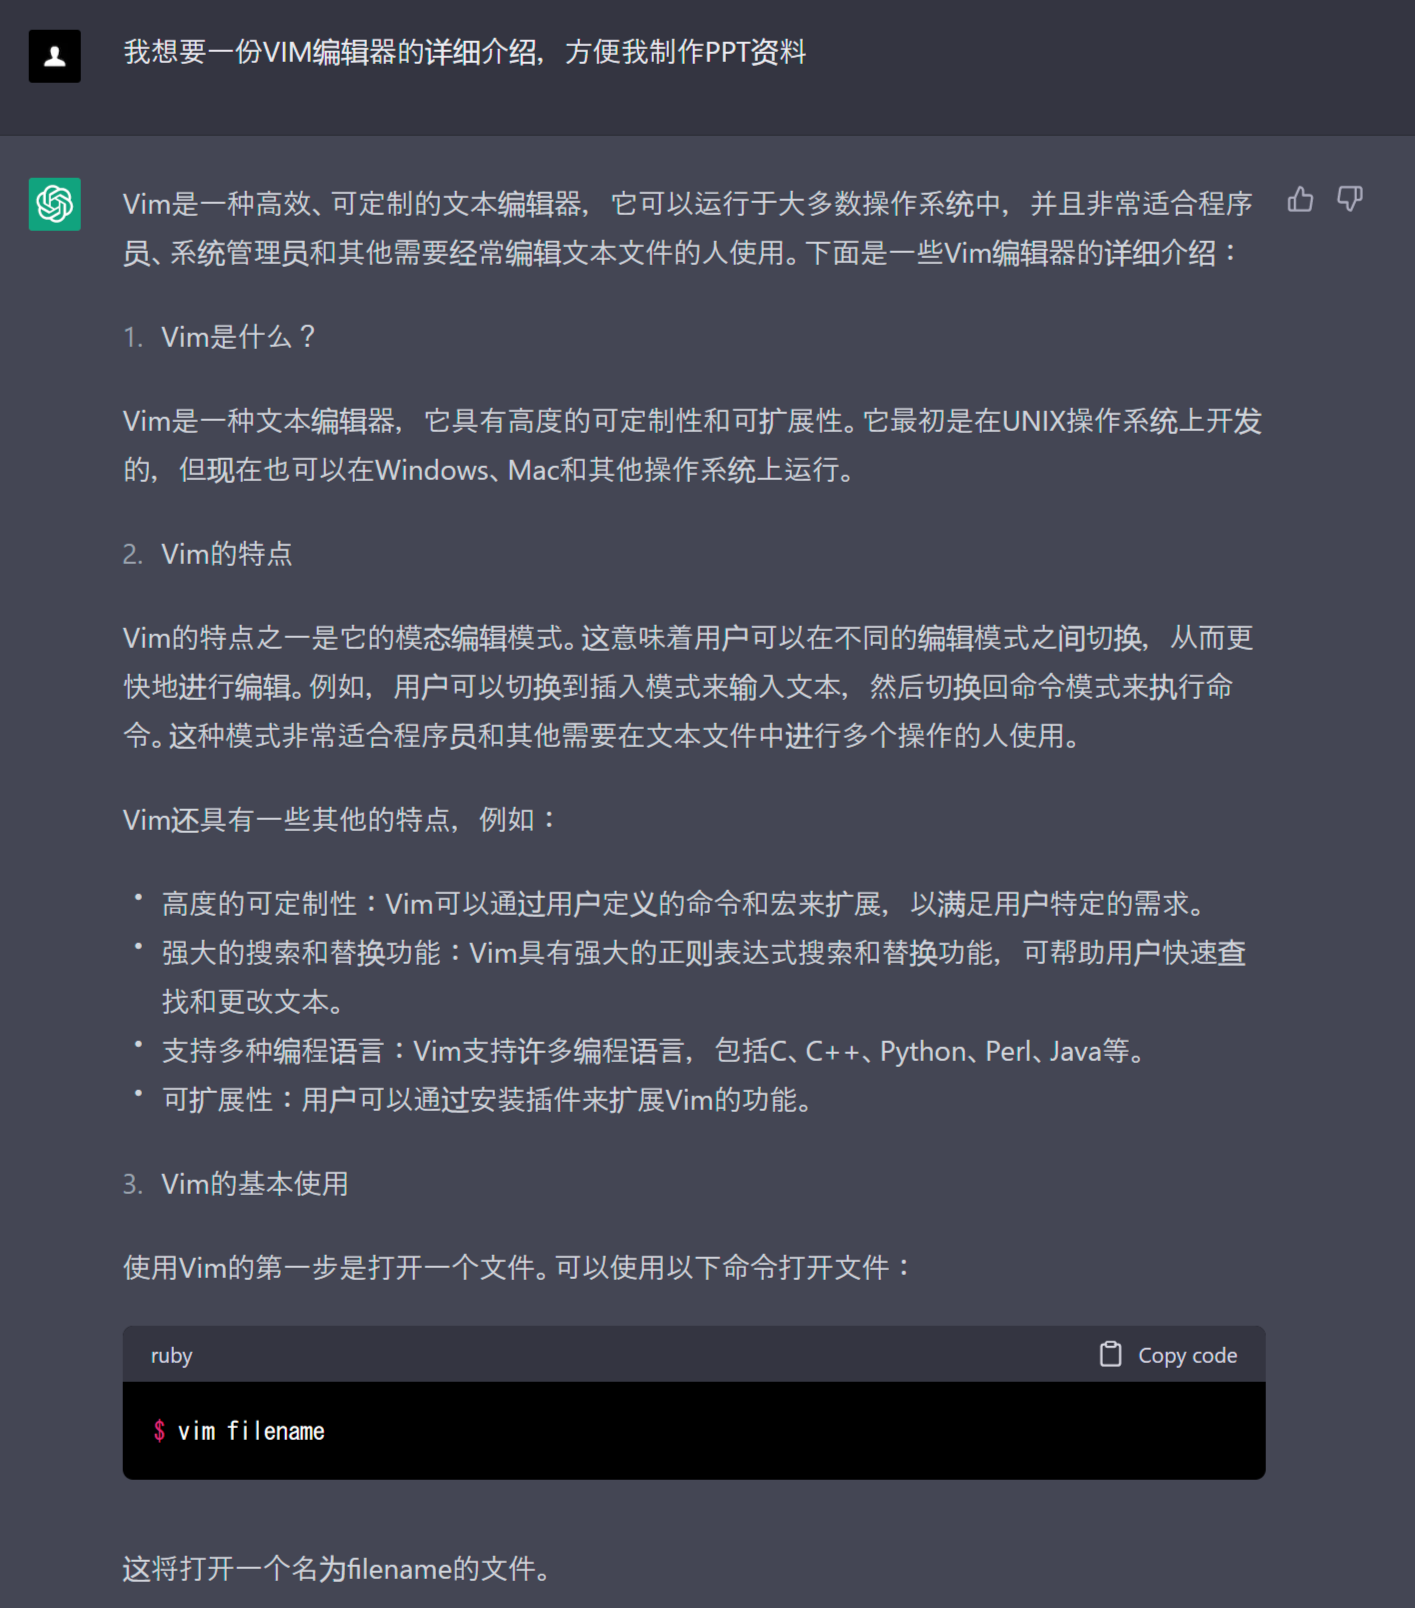 我想要一份VIM编辑器的详细介绍，方便我制作PPT资料
Vim是一种高效、可定制的文本编辑器，它可以运行于大多数操作系统中，并且非常适合程序
员、系统管理员和其他需要经常编辑文本文件的人使用。下面是一些Vim编辑器的详细介绍：
1. Vim是什么？
Vim是一种文本编辑器，它具有高度的可定制性和可扩展性。它最初是在UNIX操作系统上开发
的，但现在也可以在Windows、Mac和其他操作系统上运行。
2. Vim的特点
Vim的特点之一是它的模态编辑模式。这意味着用户可以在不同的编辑模式之间切换，从而更
快地进行编辑。例如，用户可以切换到插入模式来输入文本，然后切换回命令模式来执行命
令。这种模式非常适合程序员和其他需要在文本文件中进行多个操作的人使用。
Vim还具有一些其他的特点，例如：
• 高度的可定制性：Vim可以通过用户定义的命令和宏来扩展，以满足用户特定的需求。
• 强大的搜索和替换功能：Vim具有强大的正则表达式搜索和替换功能，可帮助用户快速查
找和更改文本。
• 支持多种编程语言：Vim支持许多编程语言，包括C、C++、Python、Perl、Java等。
• 可扩展性：用户可以通过安装插件来扩展Vim的功能。
3. Vim的基本使用
使用Vim的第一步是打开一个文件。可以使用以下命令打开文件：
ruby Copy code
$ vim filename
这将打开一个名为filename的文件。